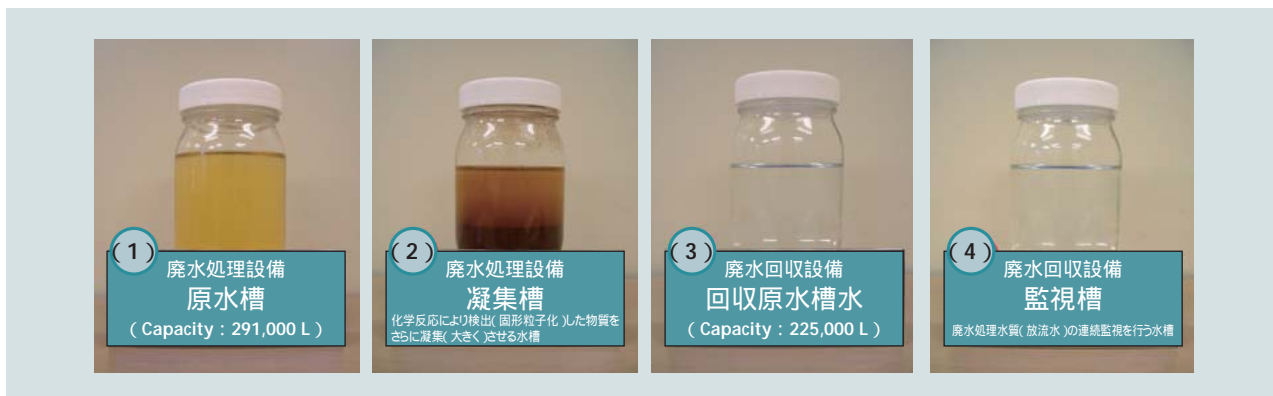 ( 1 )
廃水処理設備
原水槽
( Capacity : 291,000 L )
( 2 )
廃水処理設備
凝集槽
化学反応により検出( 固形粒子化 )した物質を
さらに凝集( 大きく )させる水槽
( 3 )
廃水回収設備
回収原水槽水
( Capacity : 225,000 L )
( 4 )
廃水回収設備
監視槽
廃水処理水質( 放流水 )の連続監視を行う水槽